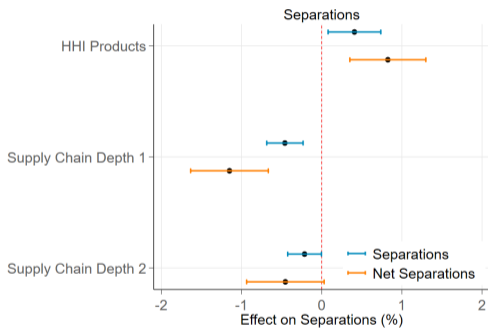 Separations
HHI Products
Supply Chain Depth 1
Supply Chain Depth 2
Separations
Net Separations
-2 -1 0 1 2
Effect on Separations (%)